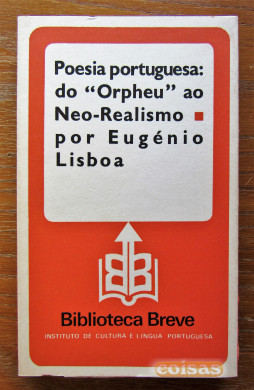 Poesia portuguesa:
do "Orpheu" ao
Neo-Realismo
por Eugénio
Lisboa
Biblioteca Breve
INSTITUTO DE CULTURA E LÍNGUA PORTUGUESA
coisas